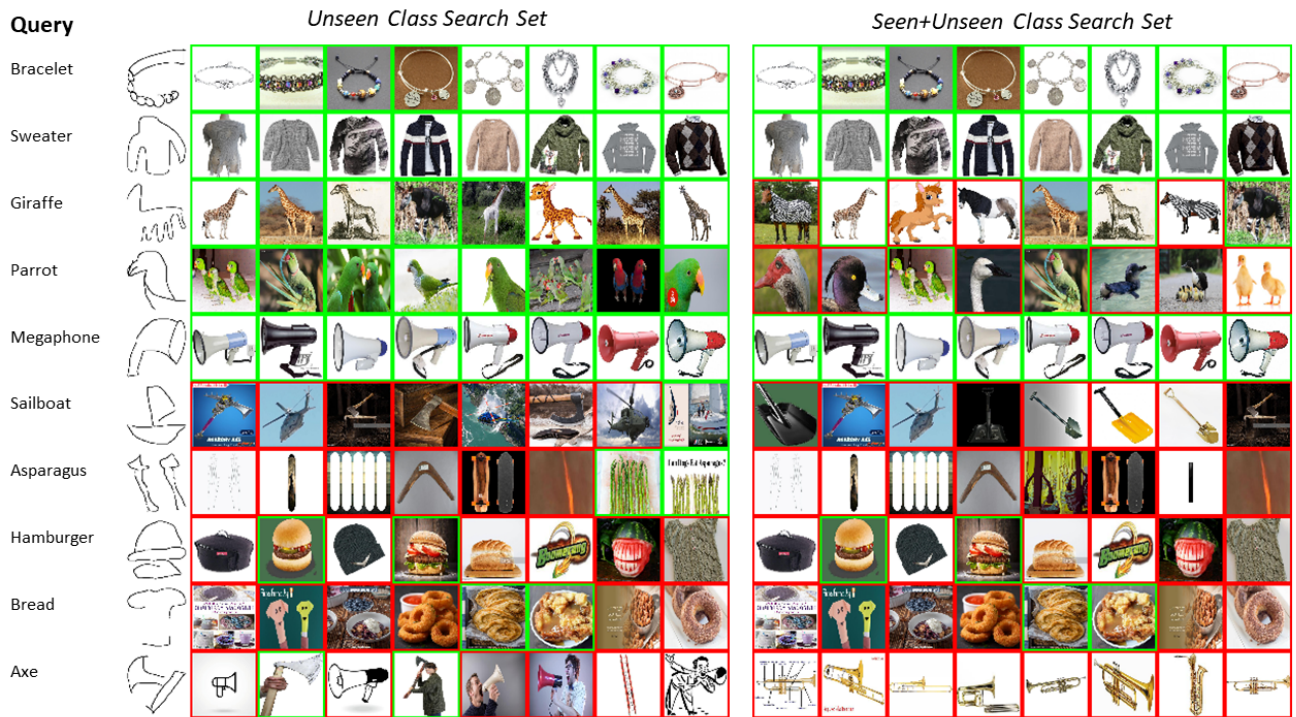 Query
Unseen Class Search Set
Seen+Unseen Class Search Set
Bracelet
Sweater
Giraffe
Parrot
Megaphone
Sailboat
Asparagus
Hamburger
Bread
Axe